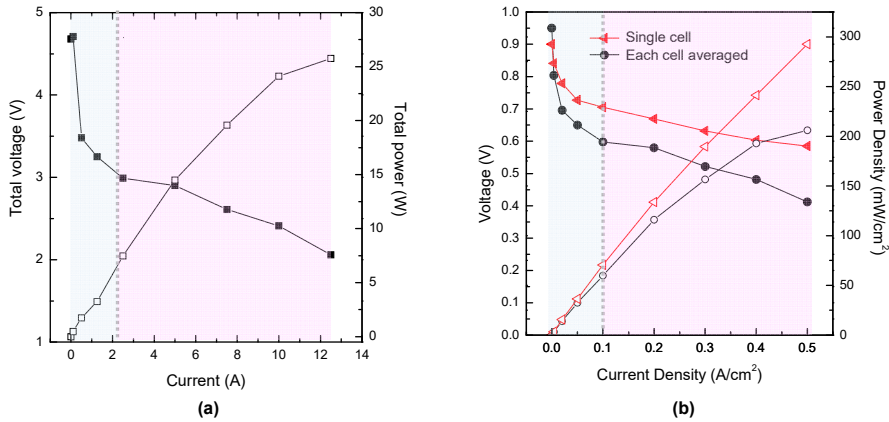 5
4
3
2
1
Total voltage (V)
30
25
20
15
10
5
0
Total power (W)
0 2 4 6 8 10 12 14
Current (A)
(a)
1.0
0.9
0.8
0.7
0.6
0.5
0.4
0.3
0.2
0.1
0.0
Voltage (V)
Single cell
Each cell averaged
300
250
200
150
100
50
0
Power Density (mW/cm²)
0.0 0.1 0.2 0.3 0.4 0.5
Current Density (A/cm²)
(b)